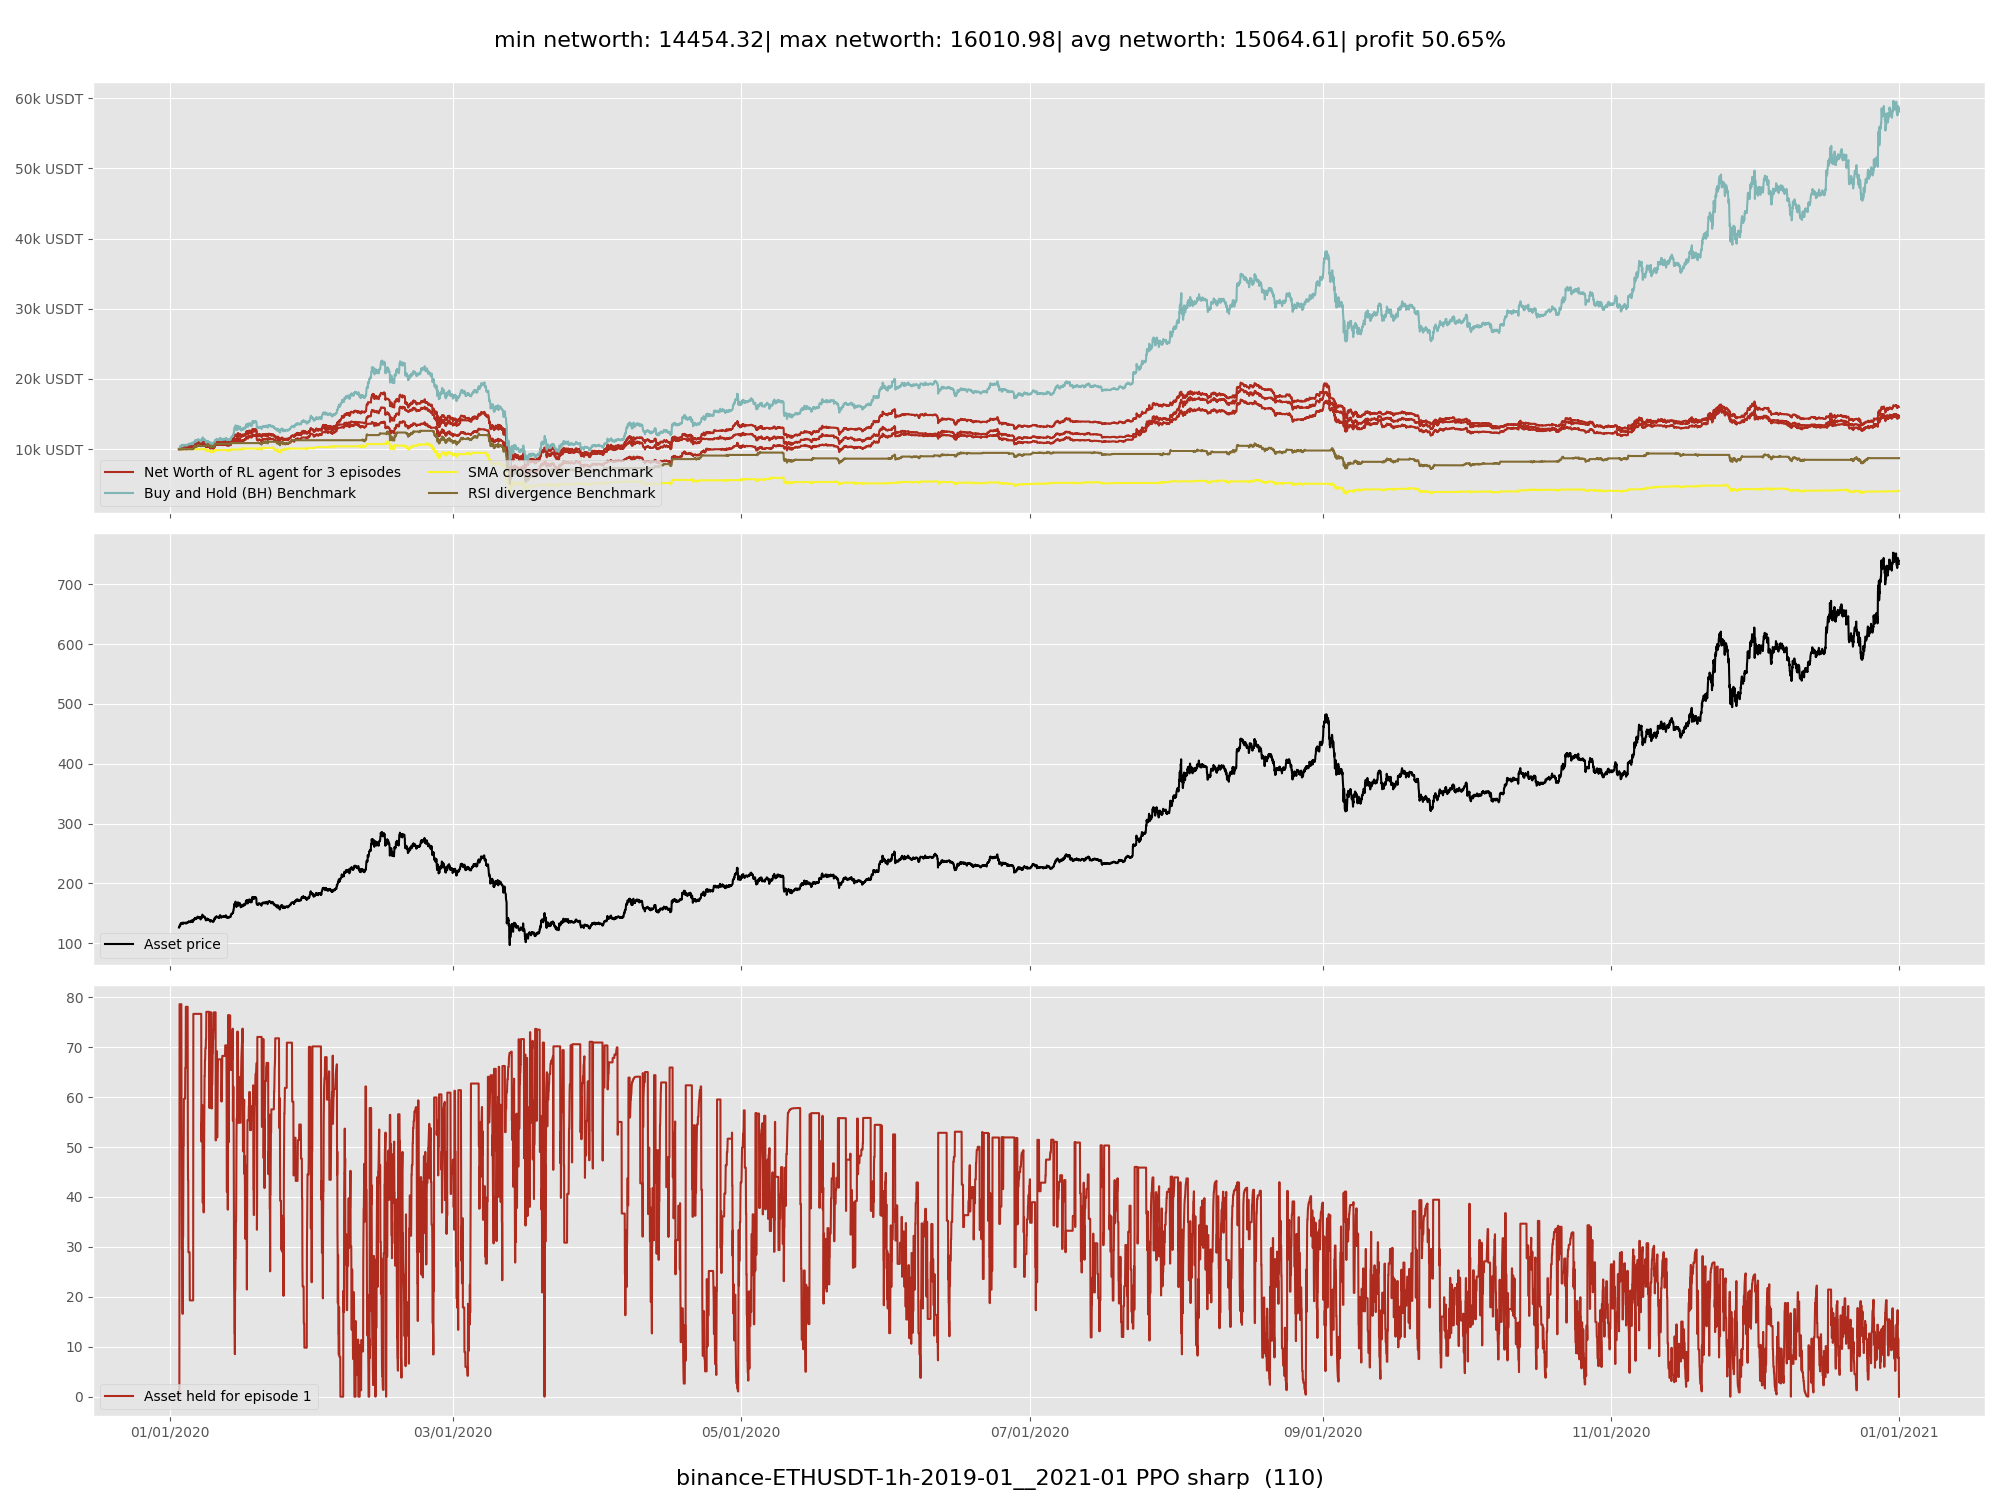 min networth: 14454.32| max networth: 16010.98| avg networth: 15064.61| profit 50.65%
60k USDT
50k USDT
40k USDT
30k USDT
20k USDT
10k USDT
Net Worth of RL agent for 3 episodes
Buy and Hold (BH) Benchmark
SMA crossover Benchmark
RSI divergence Benchmark
700
600
500
400
300
200
100
Asset price
80
70
60
50
40
30
20
10
0
Asset held for episode 1
01/01/2020 03/01/2020 05/01/2020 07/01/2020 09/01/2020 11/01/2020 01/01/2021
binance-ETHUSDT-1h-2019-01__2021-01 PPO sharp (110)